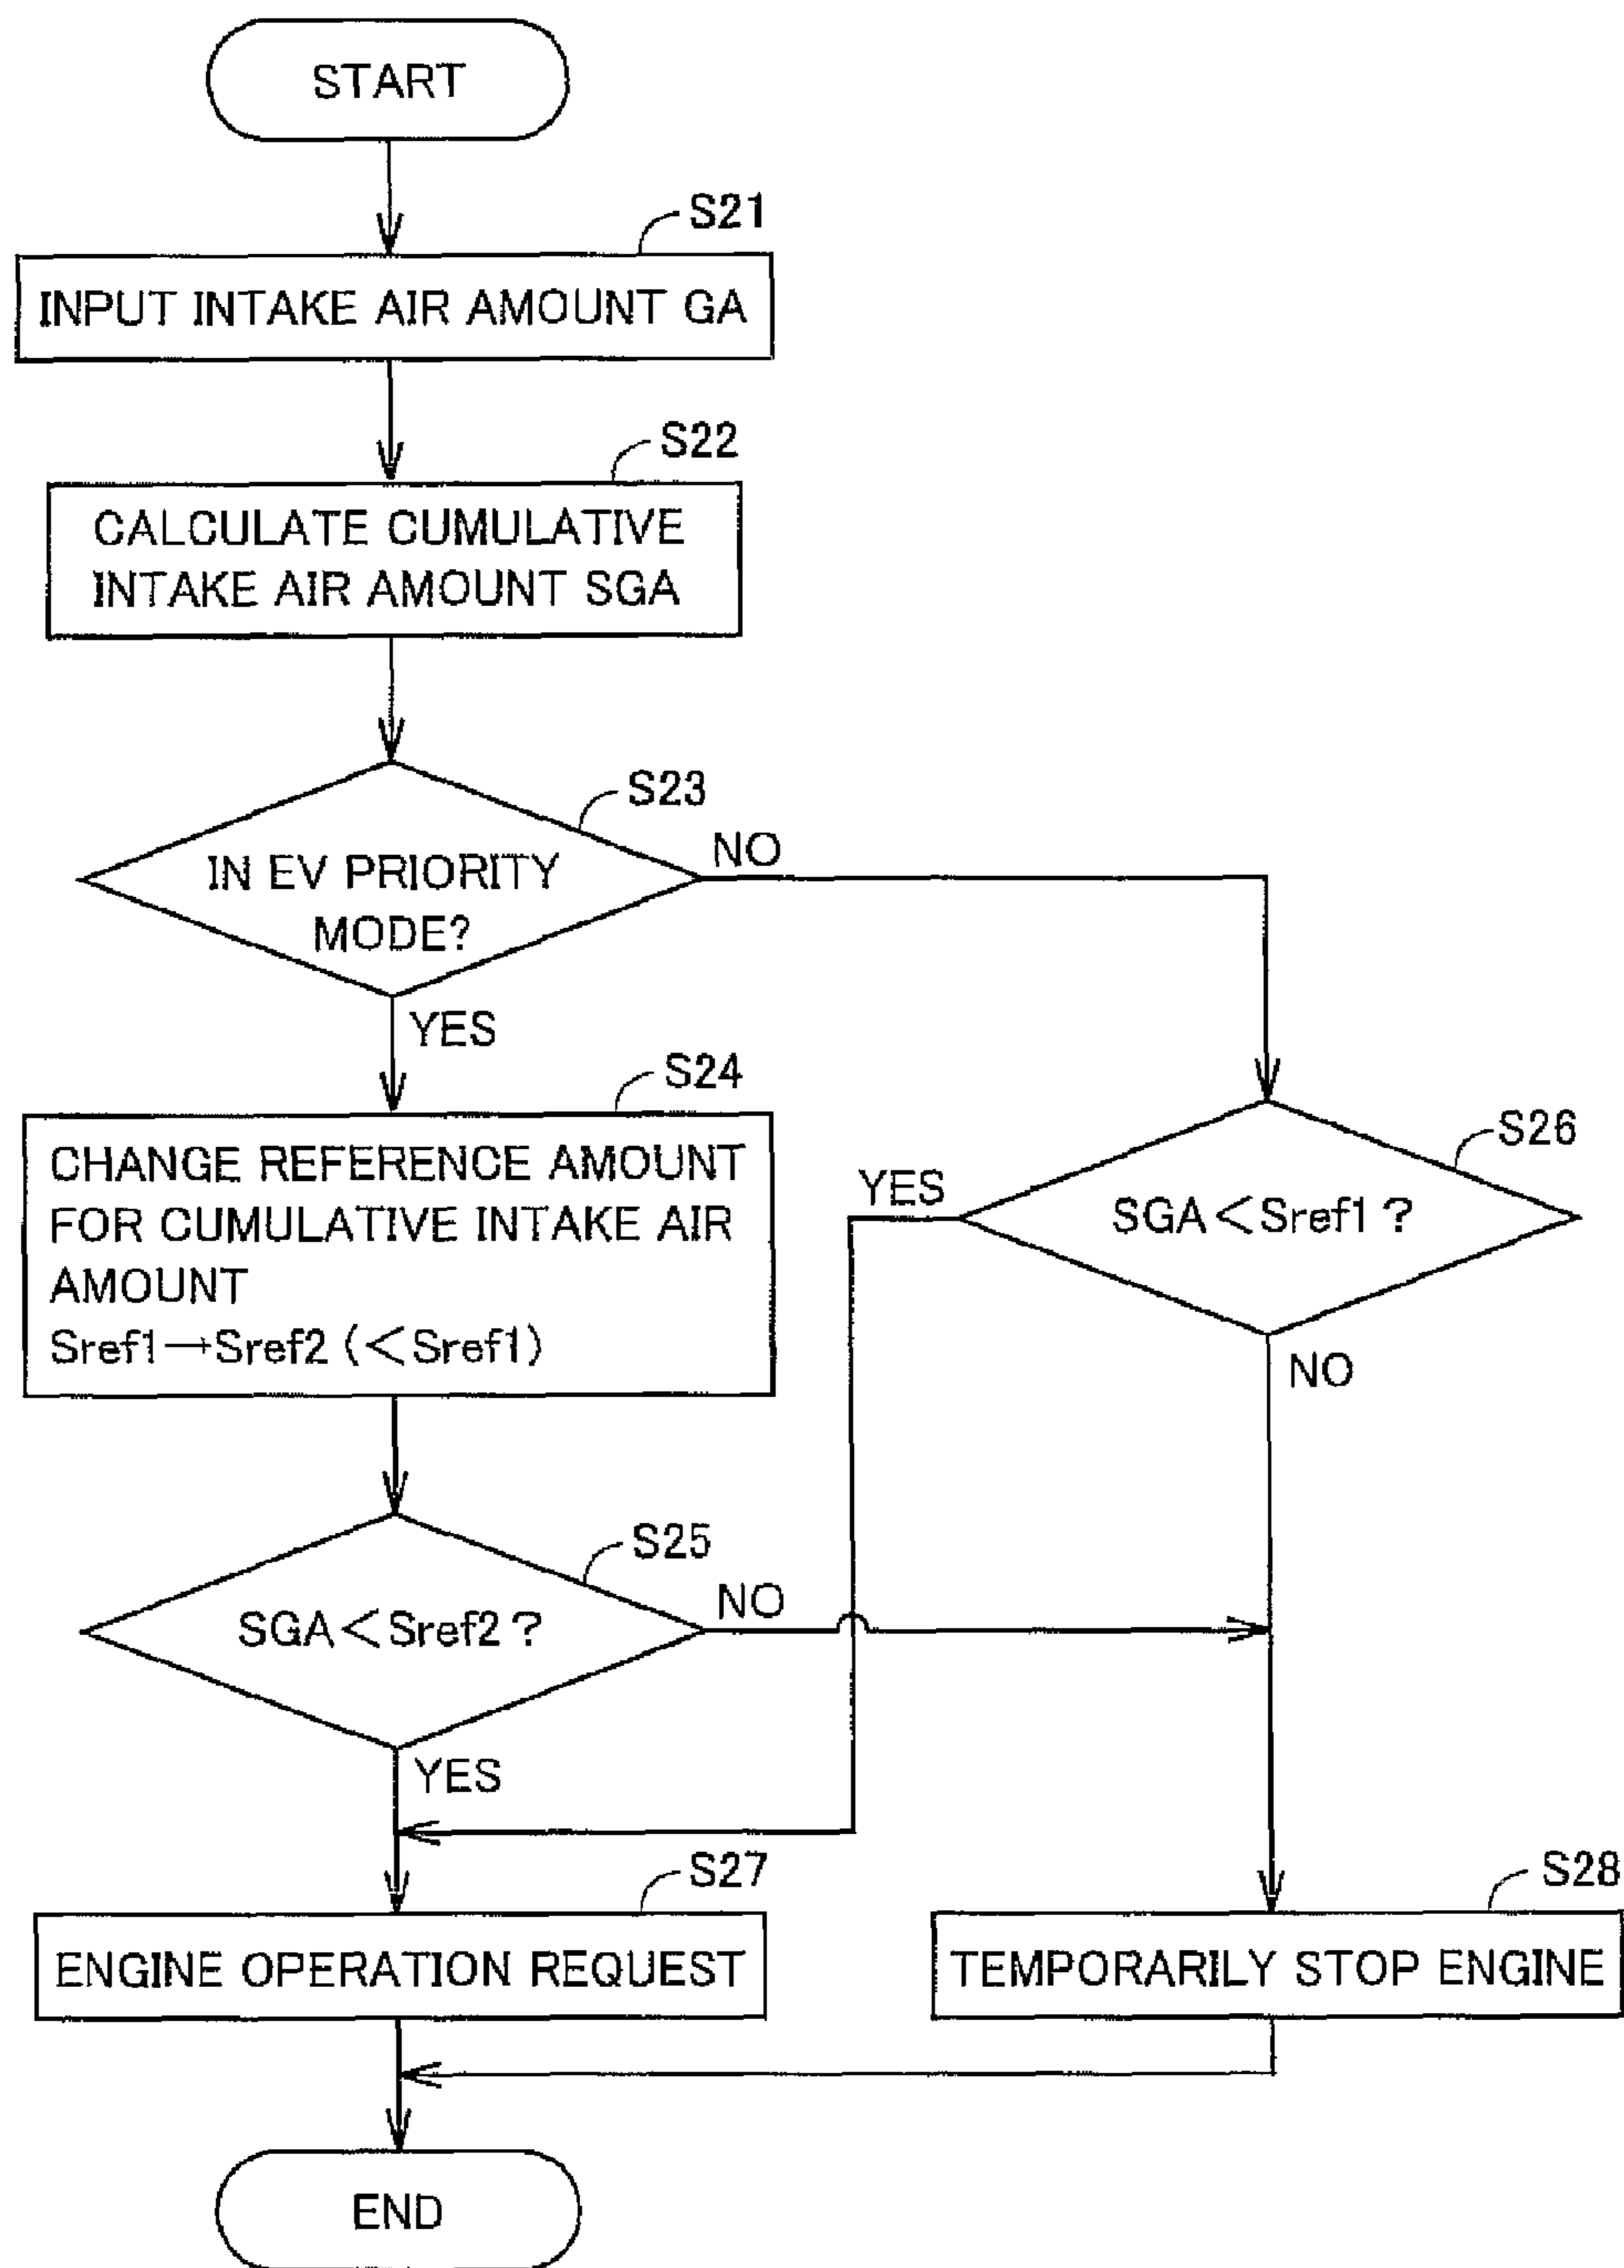 START
S21
INPUT INTAKE AIR AMOUNT GA
S22
CALCULATE CUMULATIVE
INTAKE AIR AMOUNT SGA
S23
IN EV PRIORITY
MODE?
NO
YES
S24
CHANGE REFERENCE AMOUNT
FOR CUMULATIVE INTAKE AIR
AMOUNT
Sref1→Sref2 (<Sref1)
S26
YES
SGA<Sref1 ?
NO
S25
SGA<Sref2 ?
NO
YES
S27
ENGINE OPERATION REQUEST
S28
TEMPORARILY STOP ENGINE
END